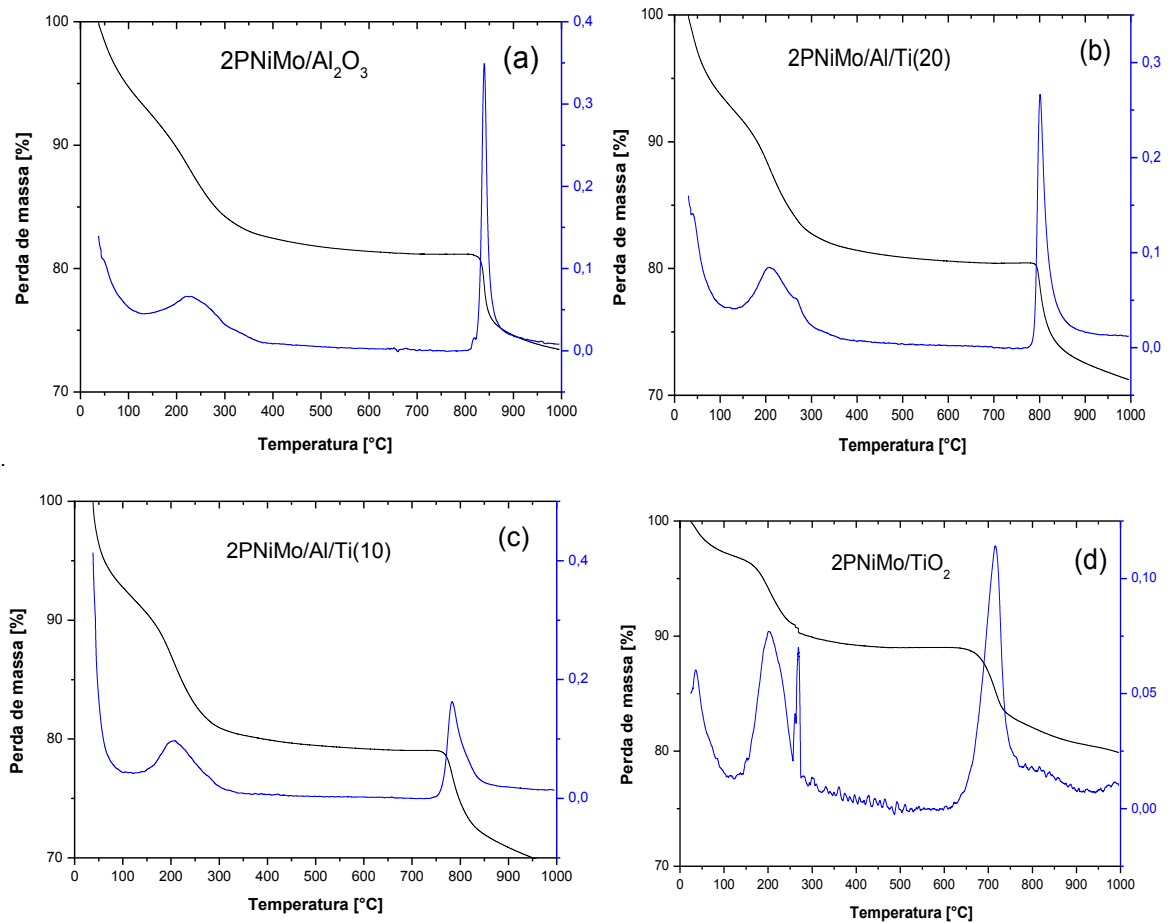 2PNiMo/Al2O3
(a)
100
90
80
70
0,4
0,3
0,2
0,1
0,0
0 100 200 300 400 500 600 700 800 900 1000
Perda de massa [%]
Temperatura [°C]
2PNiMo/Al/Ti(20)
(b)
100
90
80
70
0,3
0,2
0,1
0,0
0 100 200 300 400 500 600 700 800 900 1000
Perda de massa [%]
Temperatura [°C]
2PNiMo/Al/Ti(10)
(c)
100
90
80
70
0,4
0,2
0,0
0 100 200 300 400 500 600 700 800 900 1000
Perda de massa [%]
Temperatura [°C]
2PNiMo/TiO2
(d)
100
90
80
70
0,10
0,05
0,00
0 100 200 300 400 500 600 700 800 900 1000
Perda de massa [%]
Temperatura [°C]